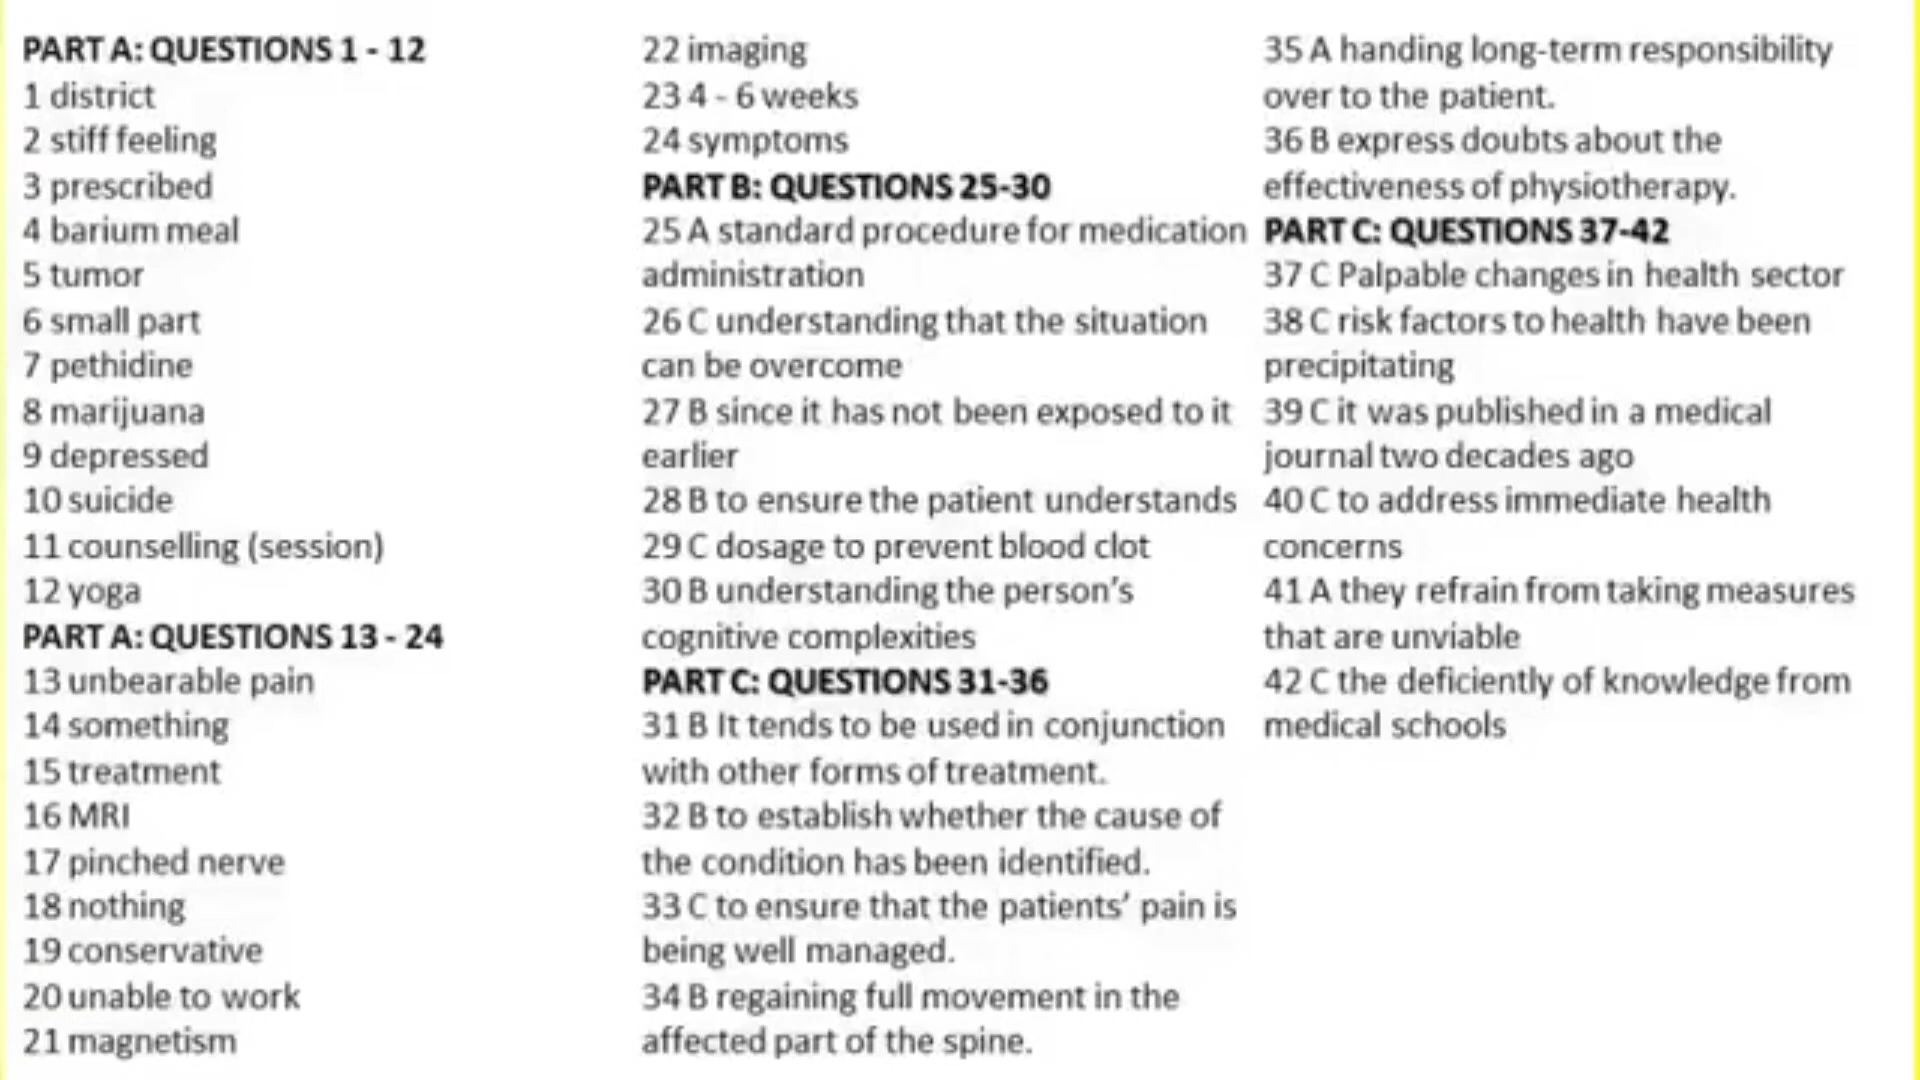 PART A: QUESTIONS 1 - 12
1 district
2 stiff feeling
3 prescribed
4 barium meal
5 tumor
6 small part
7 pethidine
8 marijuana
9 depressed
10 suicide
11 counselling (session)
12 yoga
PART A: QUESTIONS 13 - 24
13 unbearable pain
14 something
15 treatment
16 MRI
17 pinched nerve
18 nothing
19 conservative
20 unable to work
21 magnetism
22 imaging
23 4 - 6 weeks
24 symptoms
PART B: QUESTIONS 25-30
25 A standard procedure for medication
administration
26 C understanding that the situation
can be overcome
27 B since it has not been exposed to it
earlier
28 B to ensure the patient understands
29 C dosage to prevent blood clot
30 B understanding the person's
cognitive complexities
PART C: QUESTIONS 31-36
31 B It tends to be used in conjunction
with other forms of treatment.
32 B to establish whether the cause of
the condition has been identified.
33 C to ensure that the patients' pain is
being well managed.
34 B regaining full movement in the
affected part of the spine.
35 A handing long-term responsibility
over to the patient.
36 B express doubts about the
effectiveness of physiotherapy.
PART C: QUESTIONS 37-42
37 C Palpable changes in health sector
38 C risk factors to health have been
precipitating
39 C it was published in a medical
journal two decades ago
40 C to address immediate health
concerns
41 A they refrain from taking measures
that are unviable
42 C the deficiently of knowledge from
medical schools